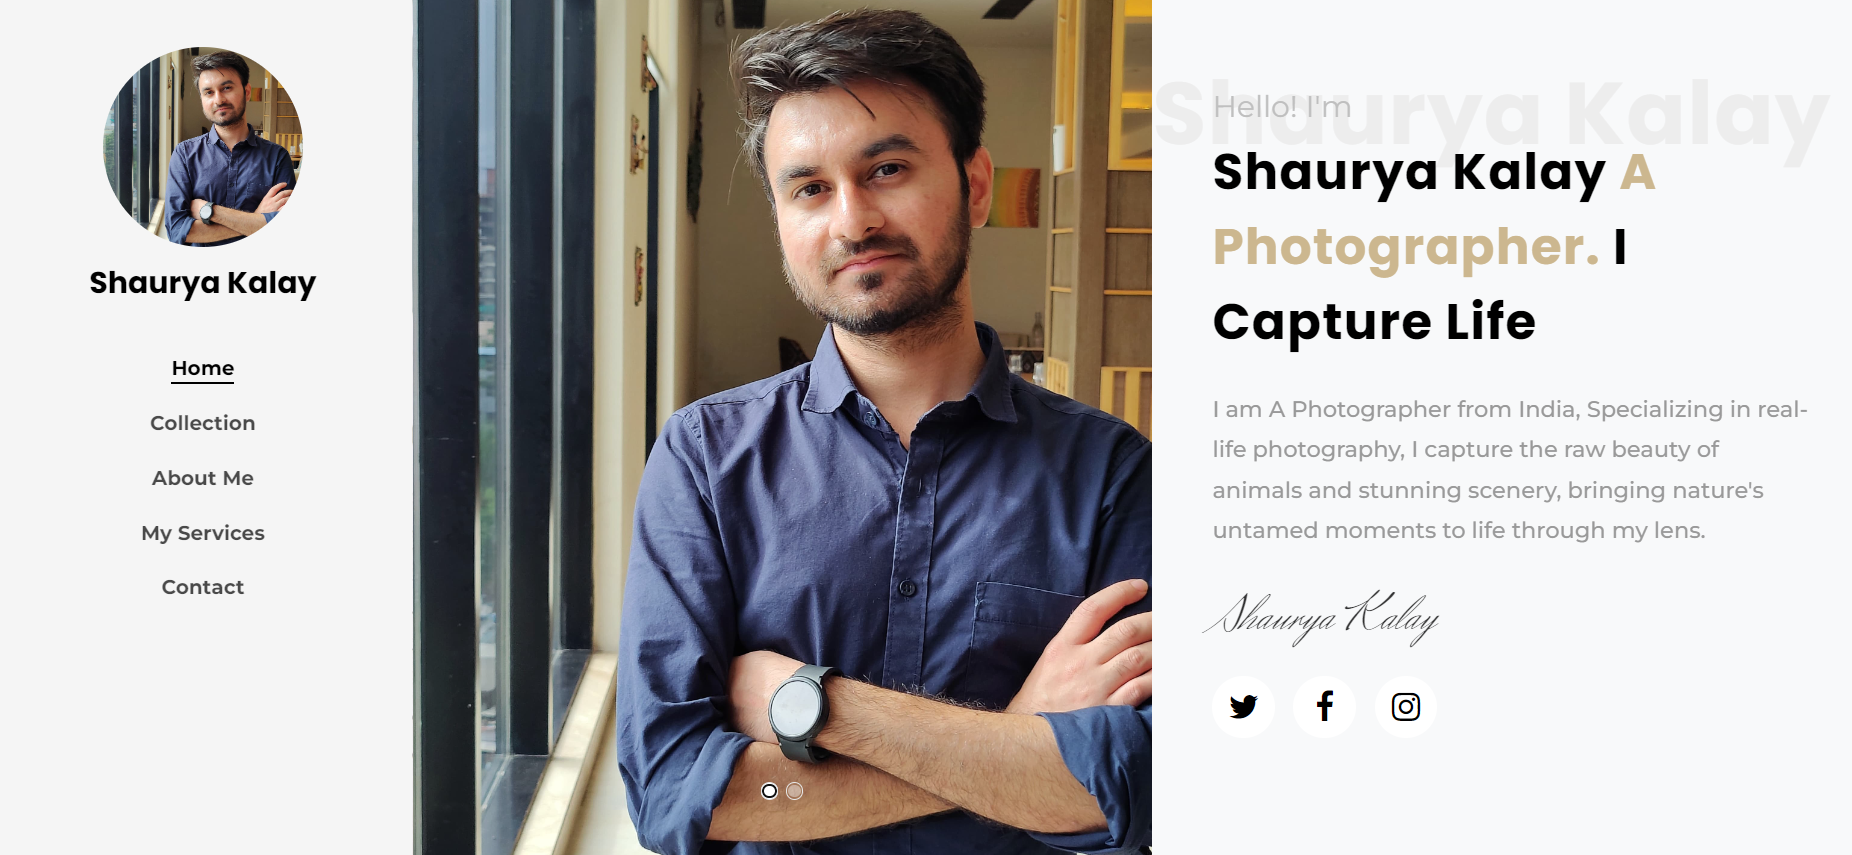 Shaurya Kalay
Home
Collection
About Me
My Services
Contact
Shaurya Kalay
Hello! I'm
Shaurya Kalay A
Photographer. I
Capture Life
I am A Photographer from India, Specializing in real-
life photography, I capture the raw beauty of
animals and stunning scenery, bringing nature's
untamed moments to life through my lens.
Shaurya Kalay